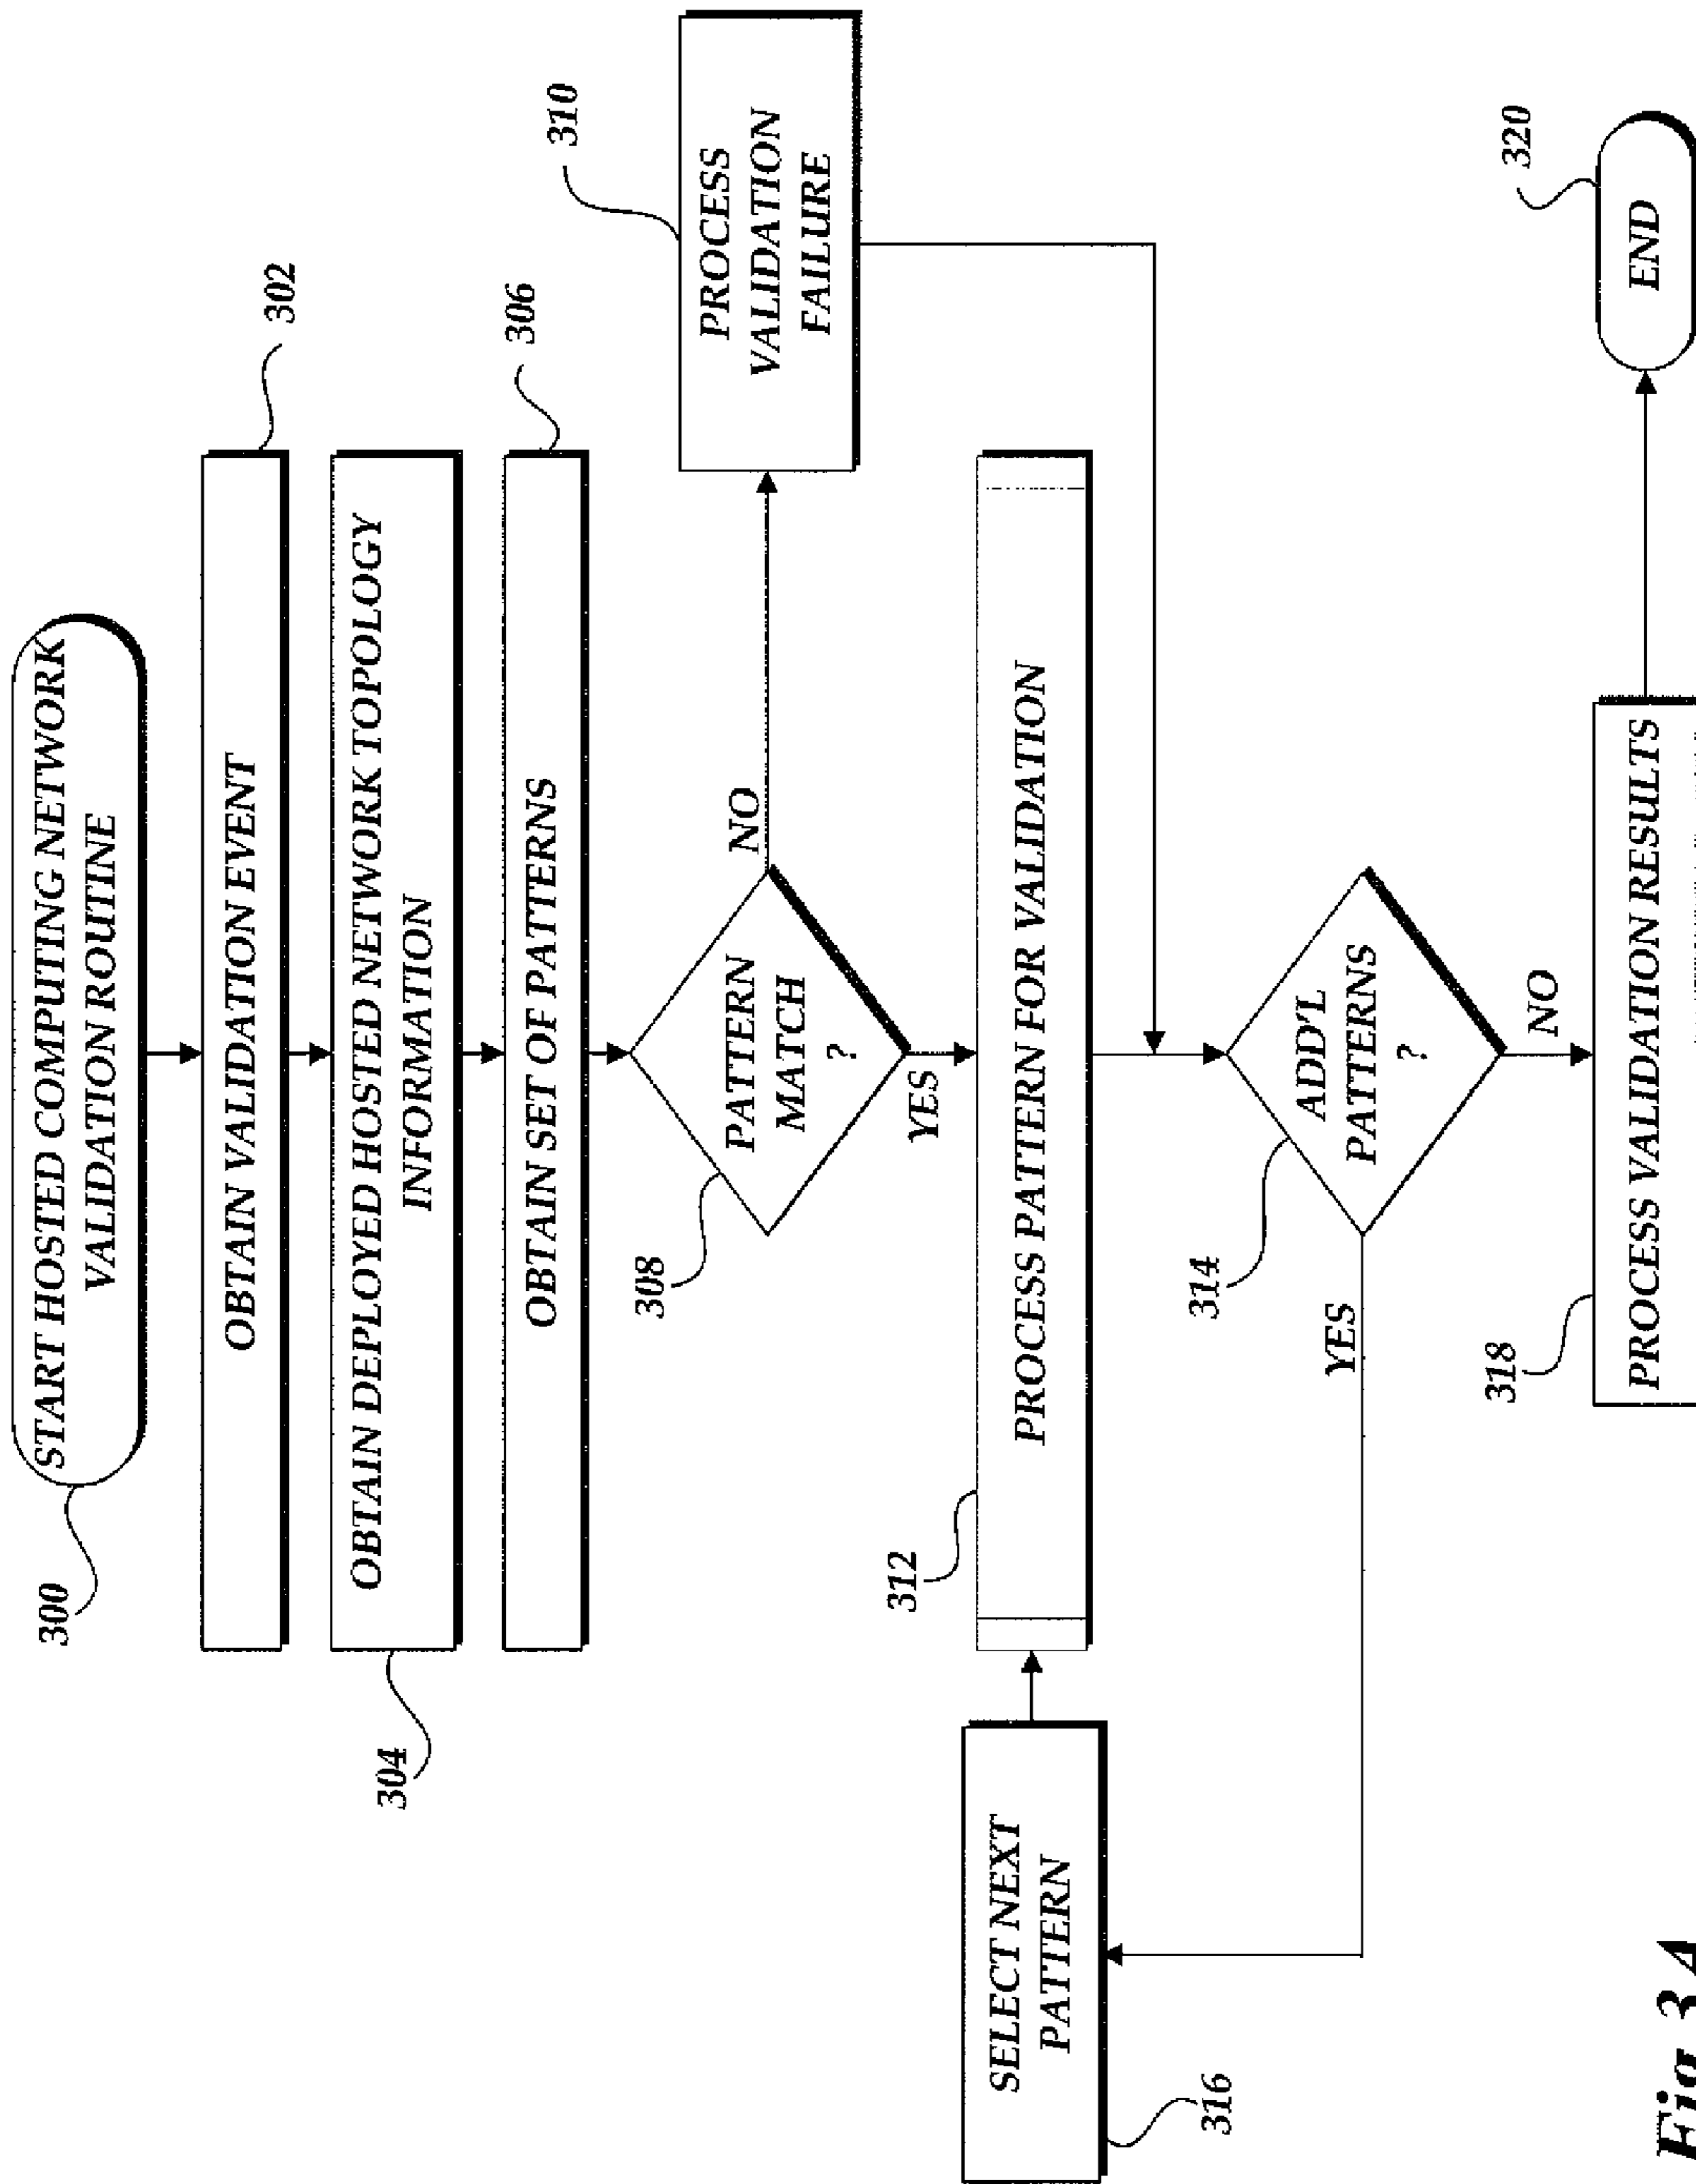 300
START HOSTED COMPUTING NETWORK
VALIDATION ROUTINE
302
OBTAIN VALIDATION EVENT
304
OBTAIN DEPLOYED HOSTED NETWORK TOPOLOGY
INFORMATION
306
OBTAIN SET OF PATTERNS
308
PATTERN
MATCH
?
NO
310
PROCESS
VALIDATION
FAILURE
YES
312
PROCESS PATTERN FOR VALIDATION
316
SELECT NEXT
PATTERN
314
ADD'L
PATTERNS
?
YES
NO
318
PROCESS VALIDATION RESULTS
320
END
Fig.3A.